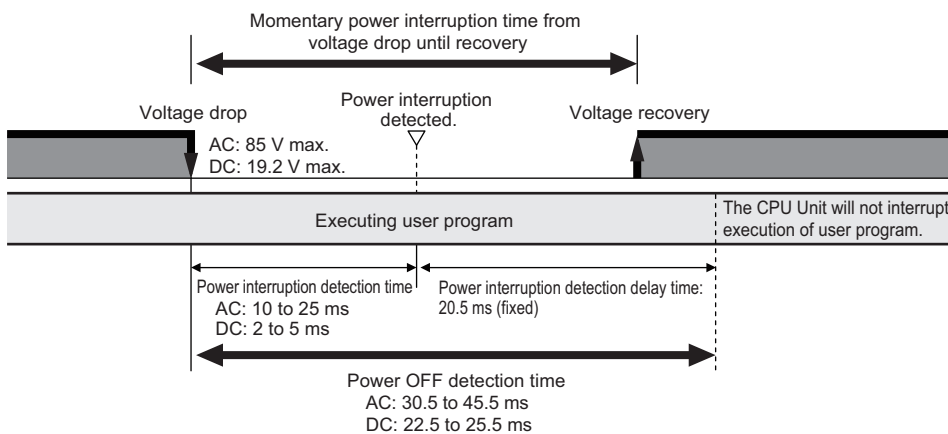 Momentary power interruption time from
voltage drop until recovery
Voltage drop
Power interruption
detected.
Voltage recovery
AC: 85 V max.
DC: 19.2 V max.
Executing user program
The CPU Unit will not interrupt
execution of user program.
Power interruption detection time
AC: 10 to 25 ms
DC: 2 to 5 ms
Power interruption detection delay time:
20.5 ms (fixed)
Power OFF detection time
AC: 30.5 to 45.5 ms
DC: 22.5 to 25.5 ms